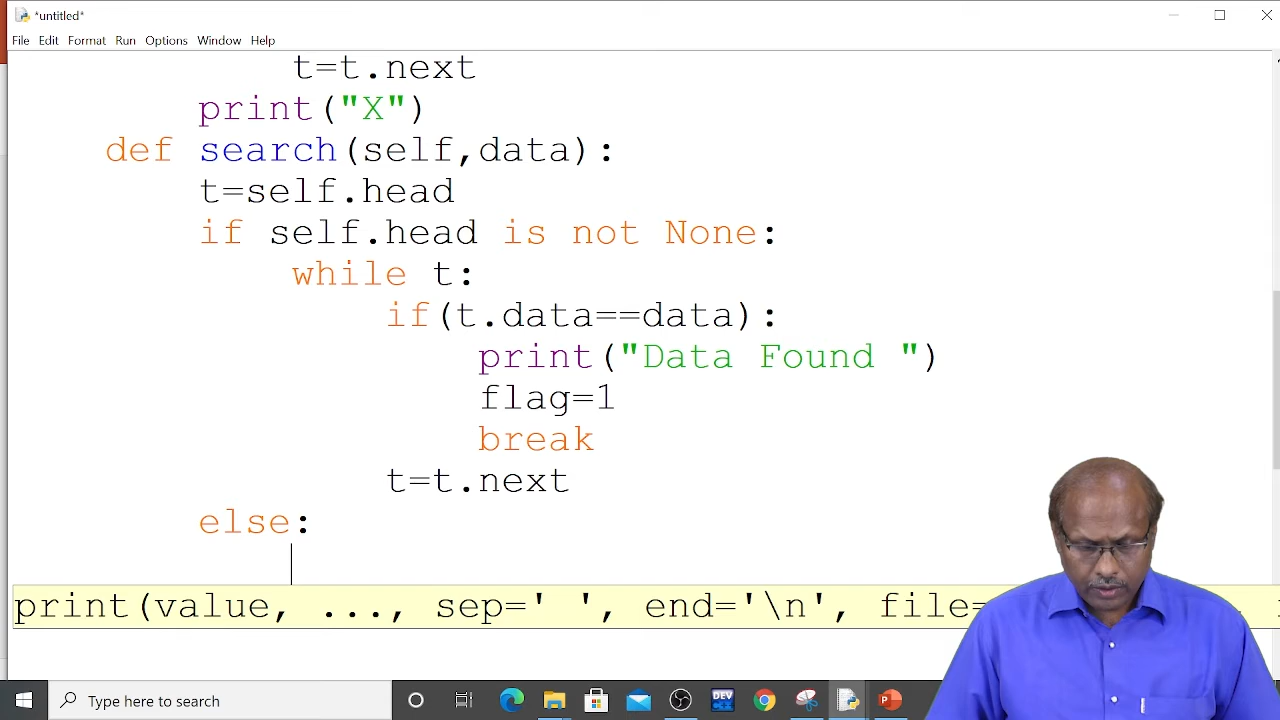 *untitled*
File Edit Format Run Options Window Help
t=t.next
print("X")
def search(self,data):
t=self.head
if self.head is not None:
while t:
if(t.data==data):
print("Data Found ")
flag=1
break
t=t.next
else:
print(value, ..., sep=' ', end='\n', file=
Type here to search
DEV